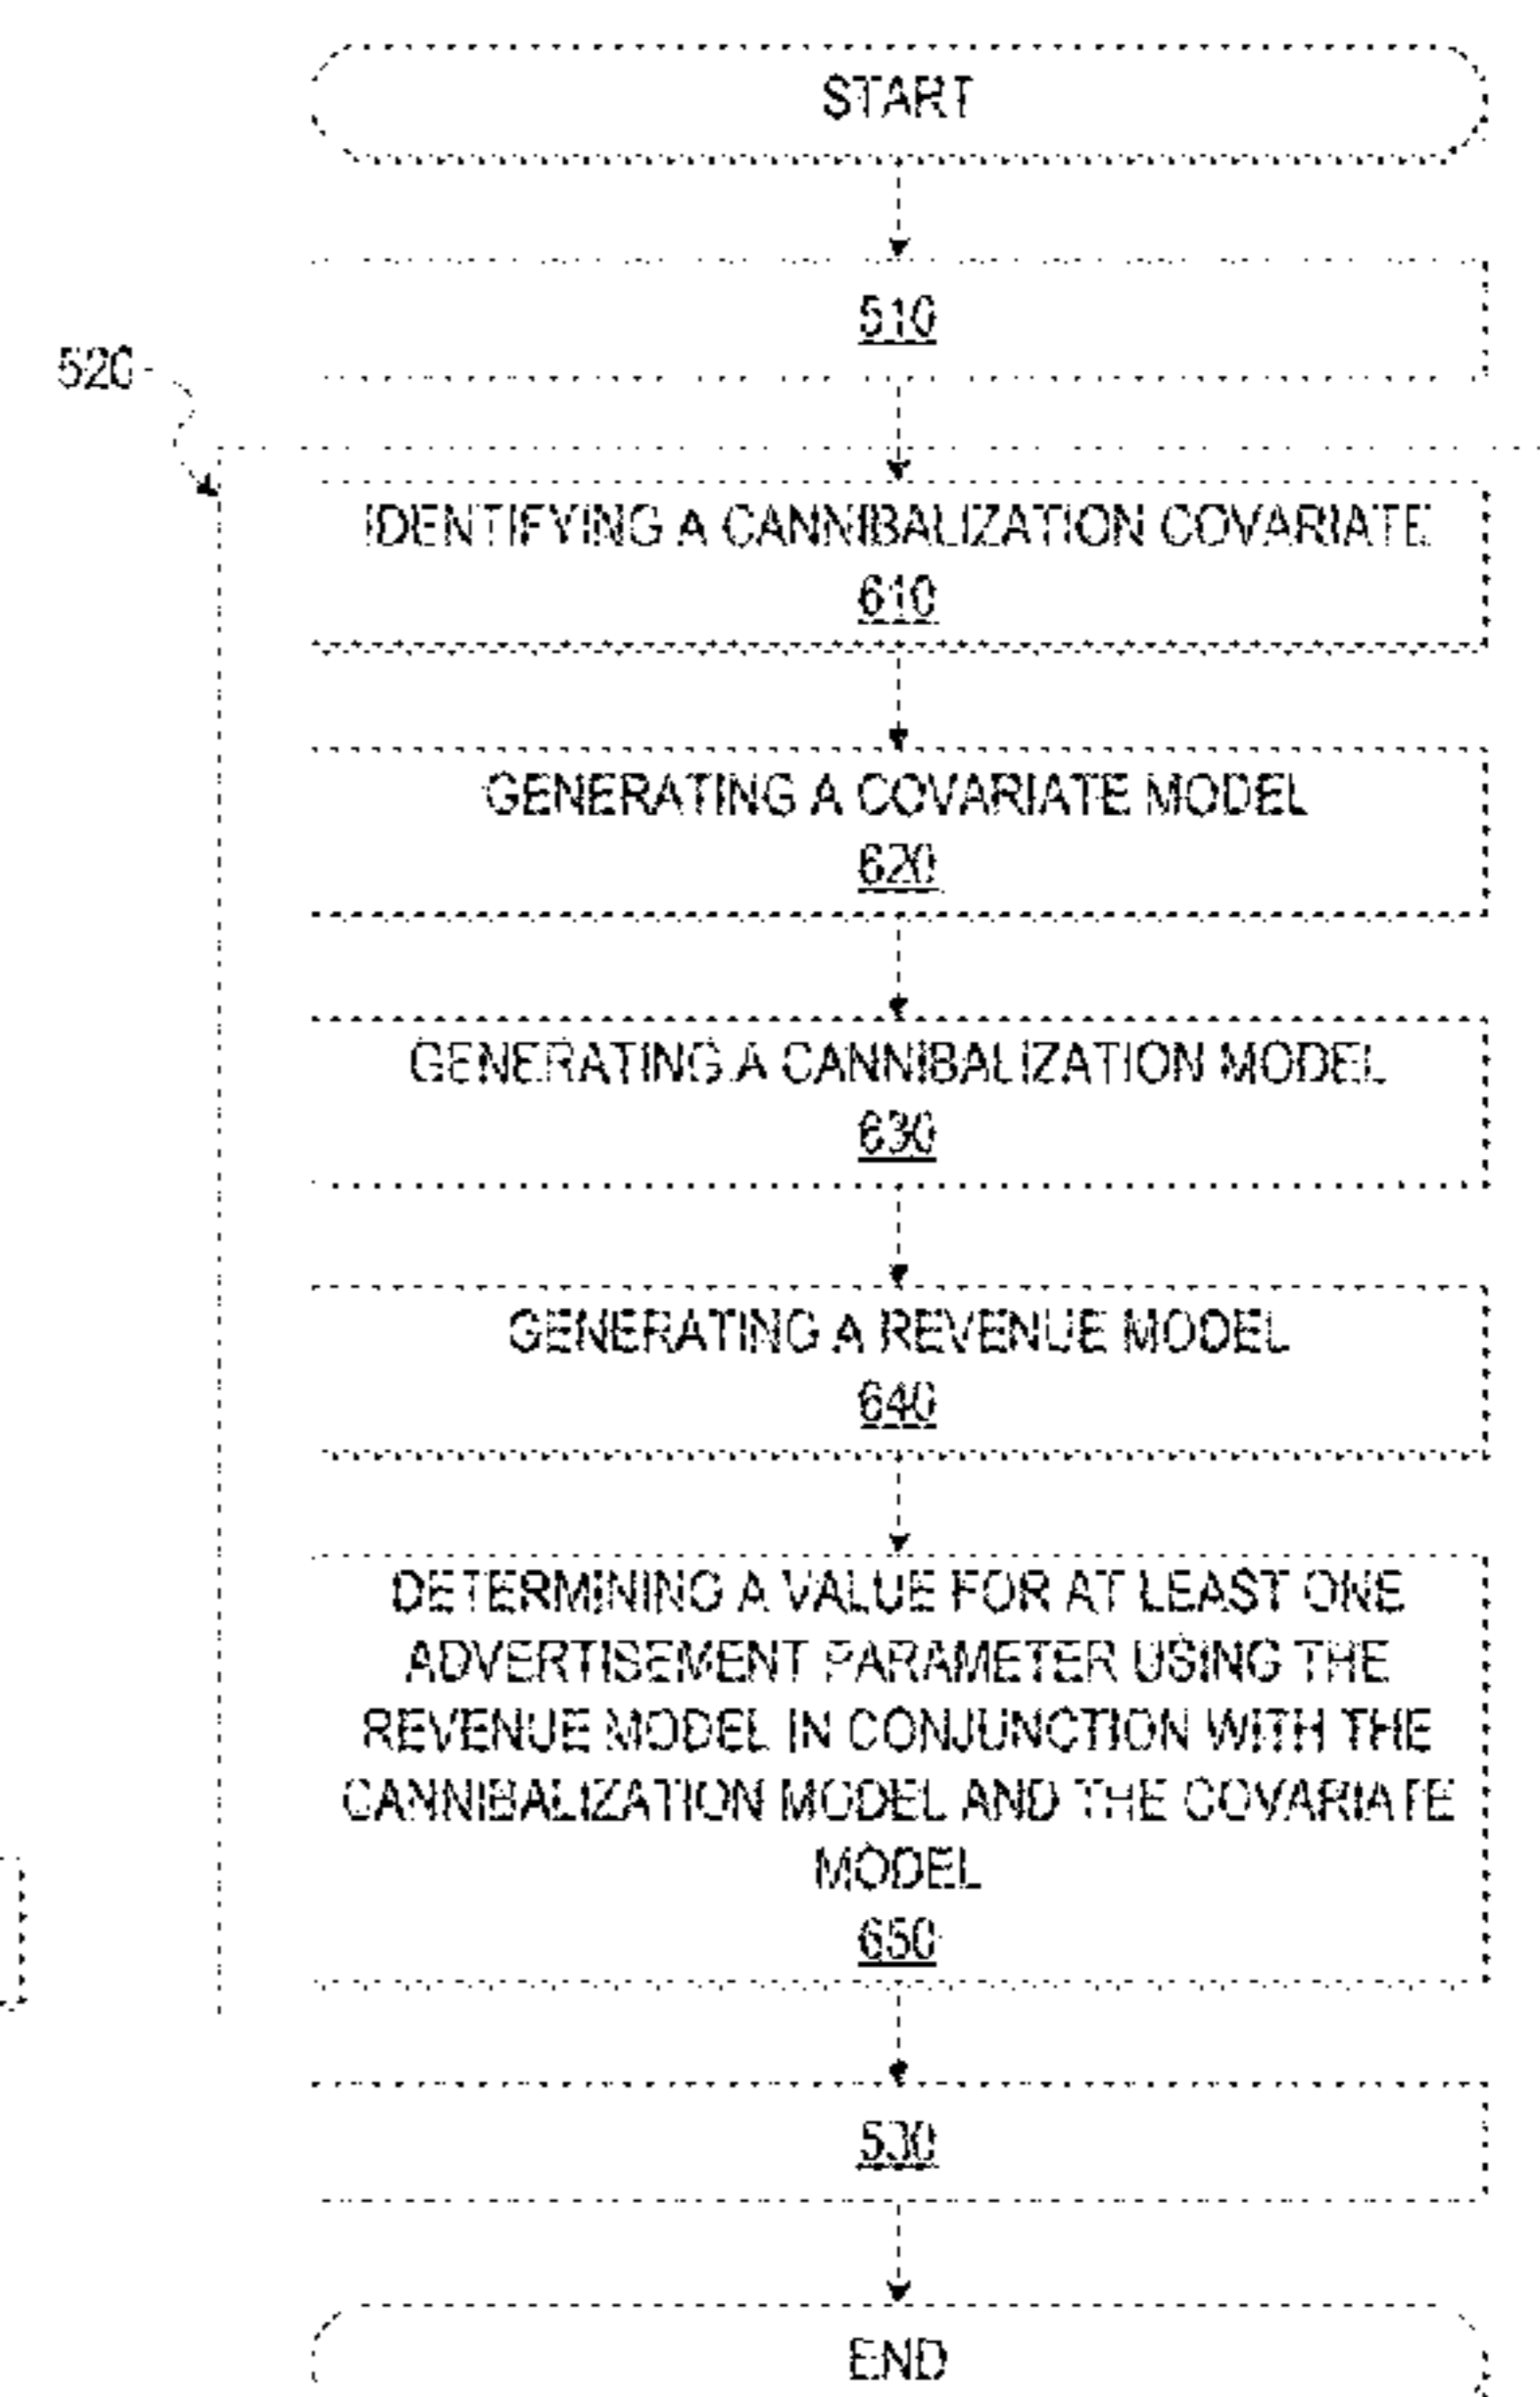 START
510
520
IDENTIFYING A CANNIBALIZATION COVARIATE
610
GENERATING A COVARIATE MODEL
620
GENERATING A CANNIBALIZATION MODEL
630
GENERATING A REVENUE MODEL
640
DETERMINING A VALUE FOR AT LEAST ONE
ADVERTISEMENT PARAMETER USING THE
REVENUE MODEL IN CONJUNCTION WITH THE
CANNIBALIZATION MODEL AND THE COVARIATE
MODEL
650
530
END